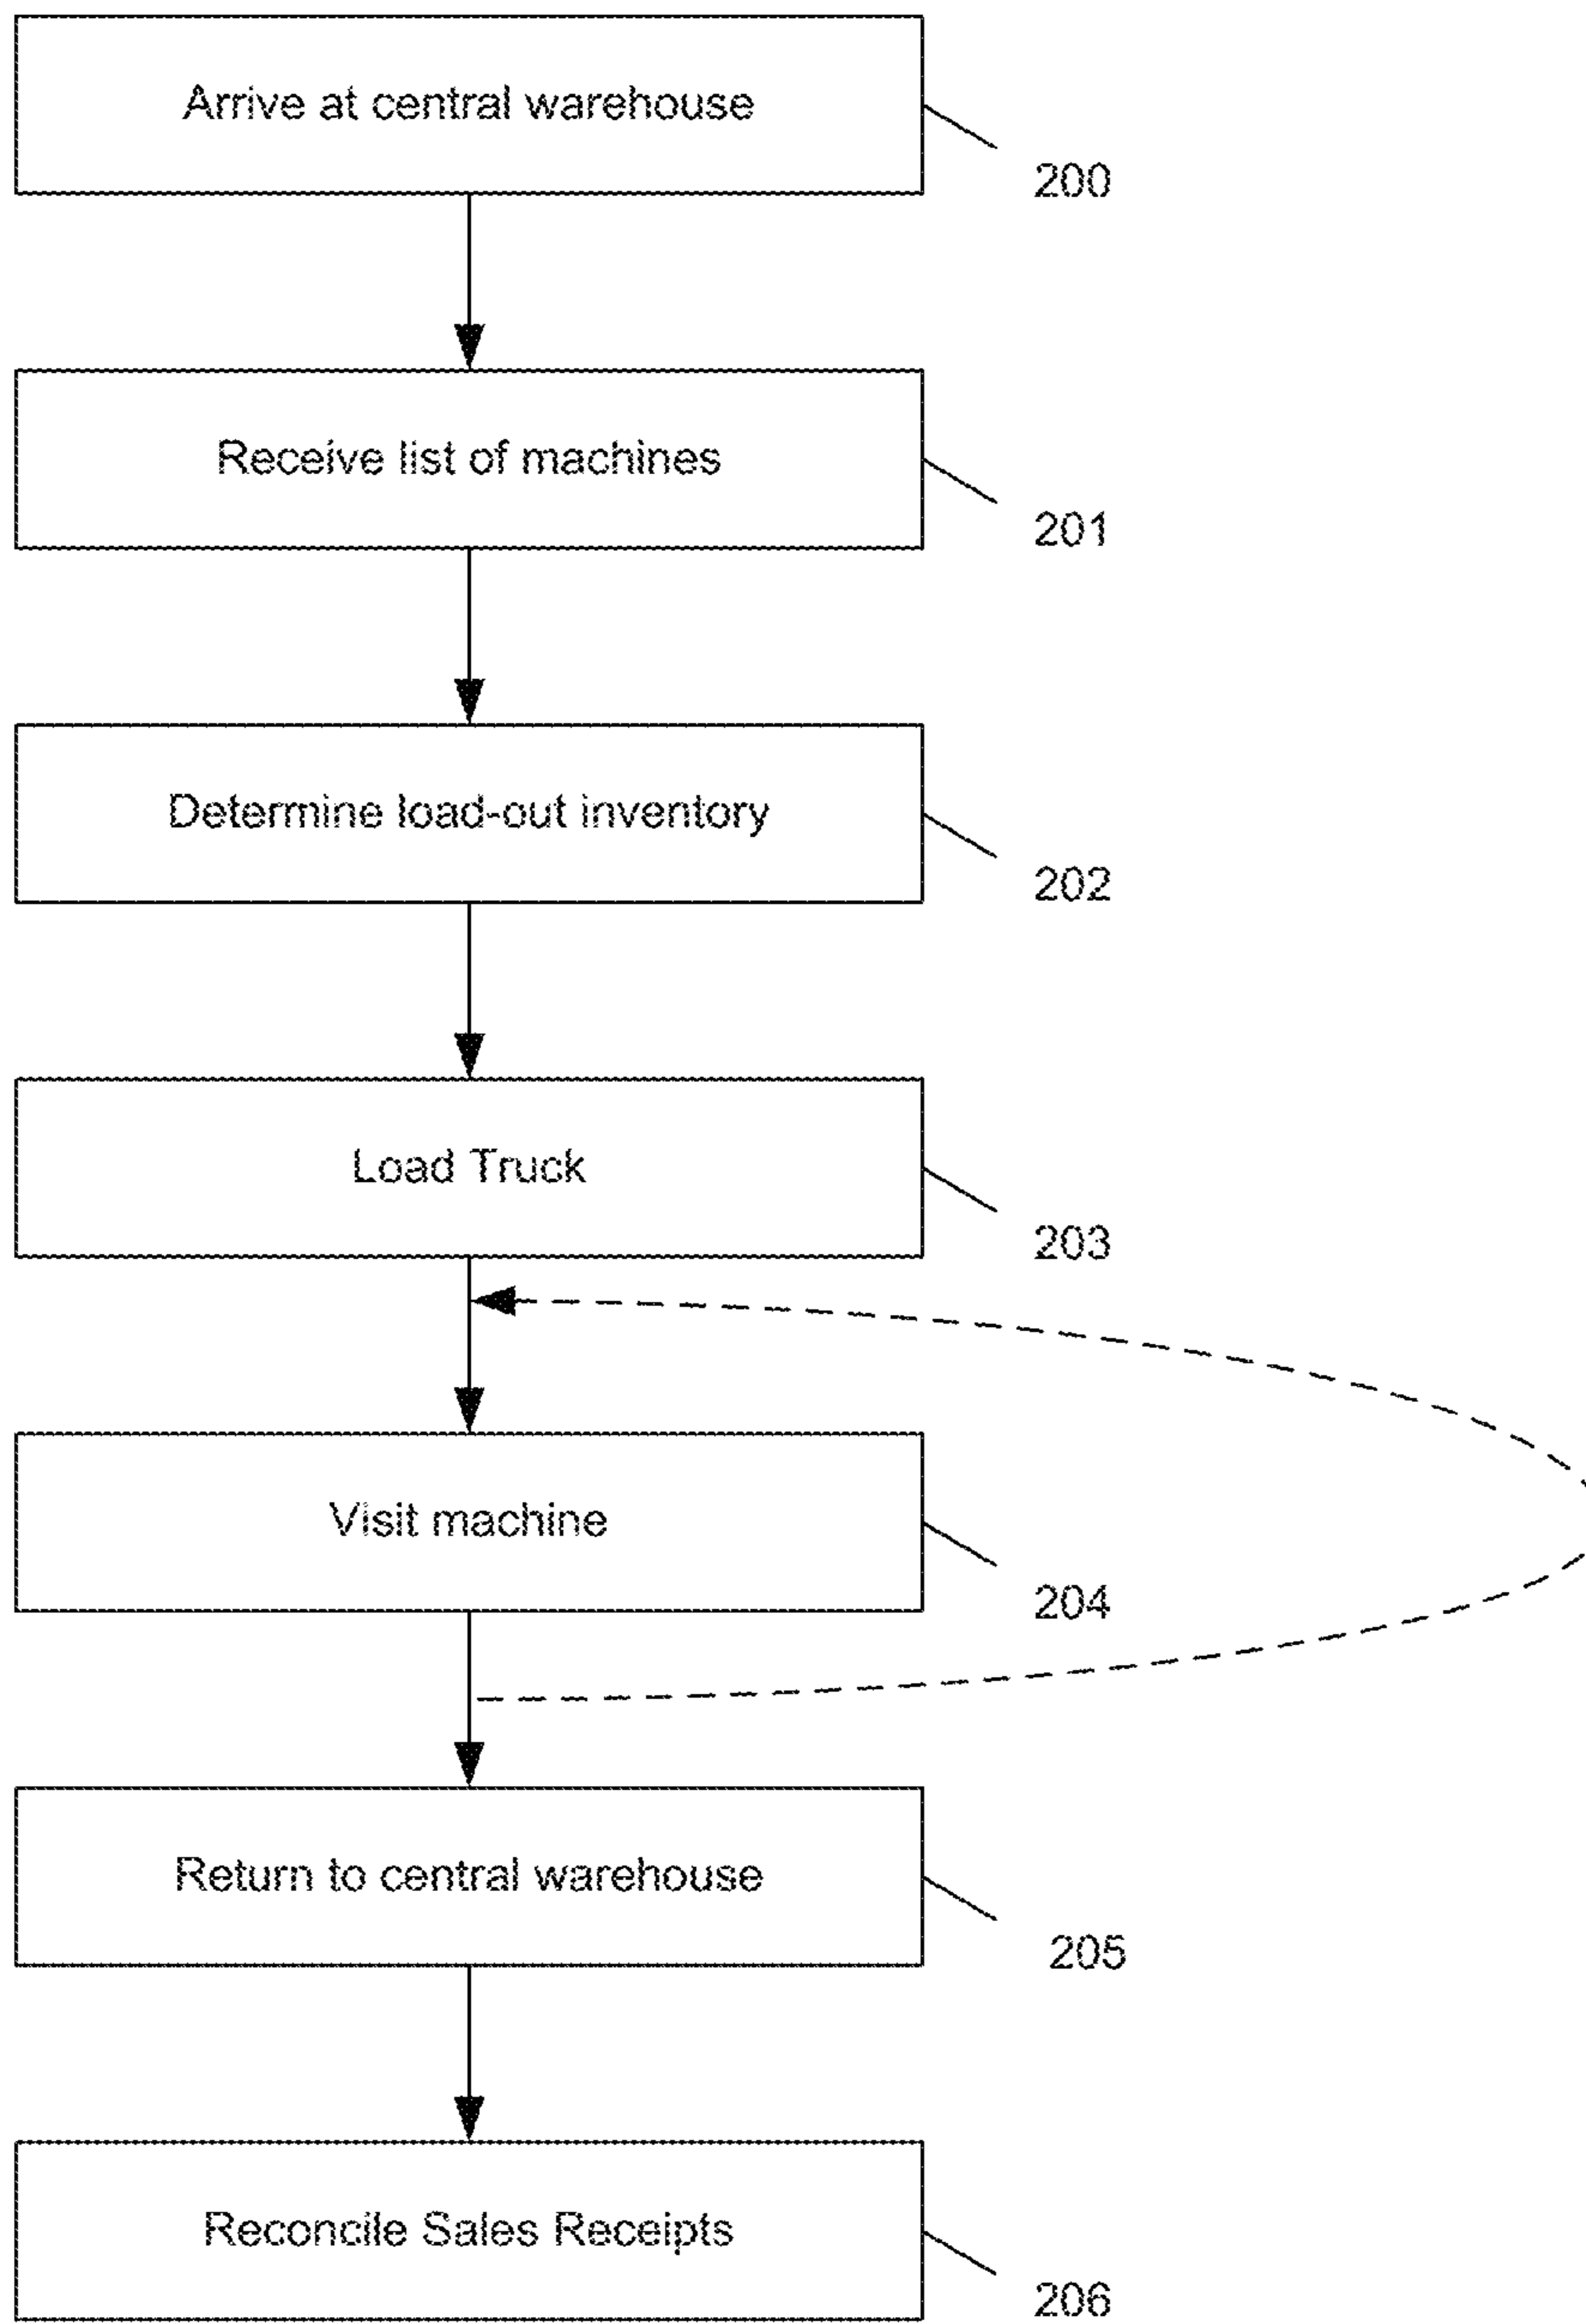 Arrive at central warehouse
200
Receive list of machines
201
Determine load-out inventory
202
Load Truck
203
Visit machine
204
Return to central warehouse
205
Reconcile Sales Receipts
206